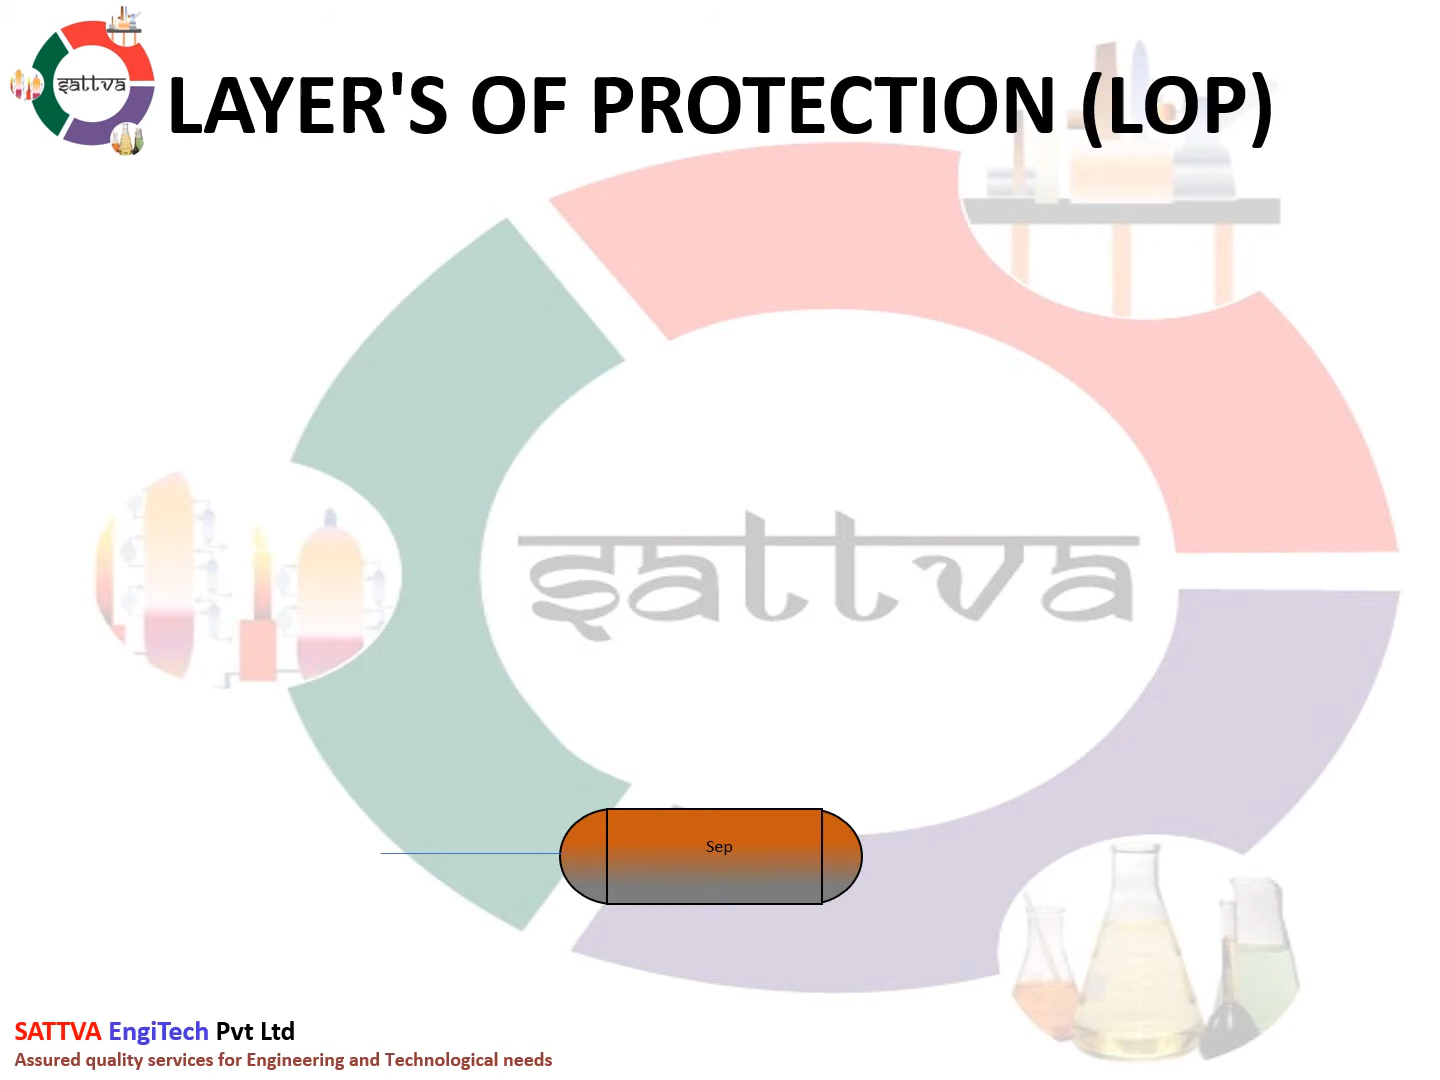 sattva
LAYER'S OF PROTECTION (LOP)
sattva
Sep
SATTVA EngiTech Pvt Ltd
Assured quality services for Engineering and Technological needs